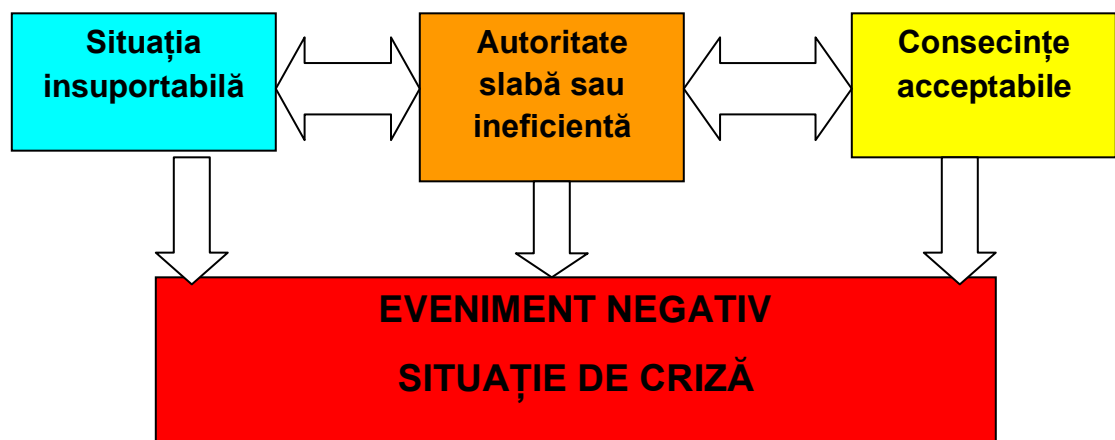 Situația
insuportabilă
Autoritate
slabă sau
ineficientă
Consecințe
acceptabile
EVENIMENT NEGATIV
SITUAȚIE DE CRIZĂ